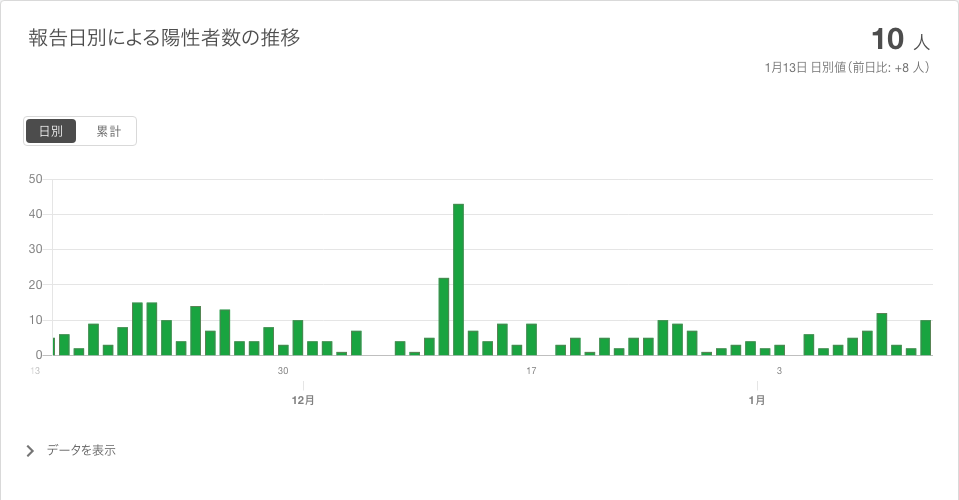 報告日別による陽性者数の推移
10 人
1月13日 日別値（前日比: +8 人）
日別 累計
50
40
30
20
10
0
13 30 17 3
12月 1月
データを表示